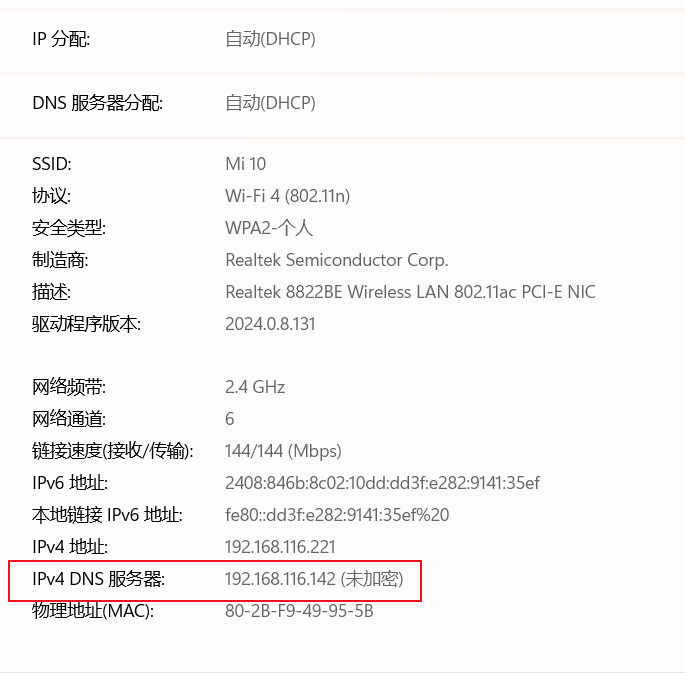 IP 分配: 自动(DHCP)
DNS 服务器分配: 自动(DHCP)
SSID: Mi 10
协议: Wi-Fi 4 (802.11n)
安全类型: WPA2-个人
制造商: Realtek Semiconductor Corp.
描述: Realtek 8822BE Wireless LAN 802.11ac PCI-E NIC
驱动程序版本: 2024.0.8.131
网络频带: 2.4 GHz
网络通道: 6
链接速度(接收/传输): 144/144 (Mbps)
IPv6 地址: 2408:846b:8c02:10dd:dd3f:e282:9141:35ef
本地链接 IPv6 地址: fe80::dd3f:e282:9141:35ef%20
IPv4 地址: 192.168.116.221
IPv4 DNS 服务器: 192.168.116.142 (未加密)
物理地址(MAC): 80-2B-F9-49-95-5B